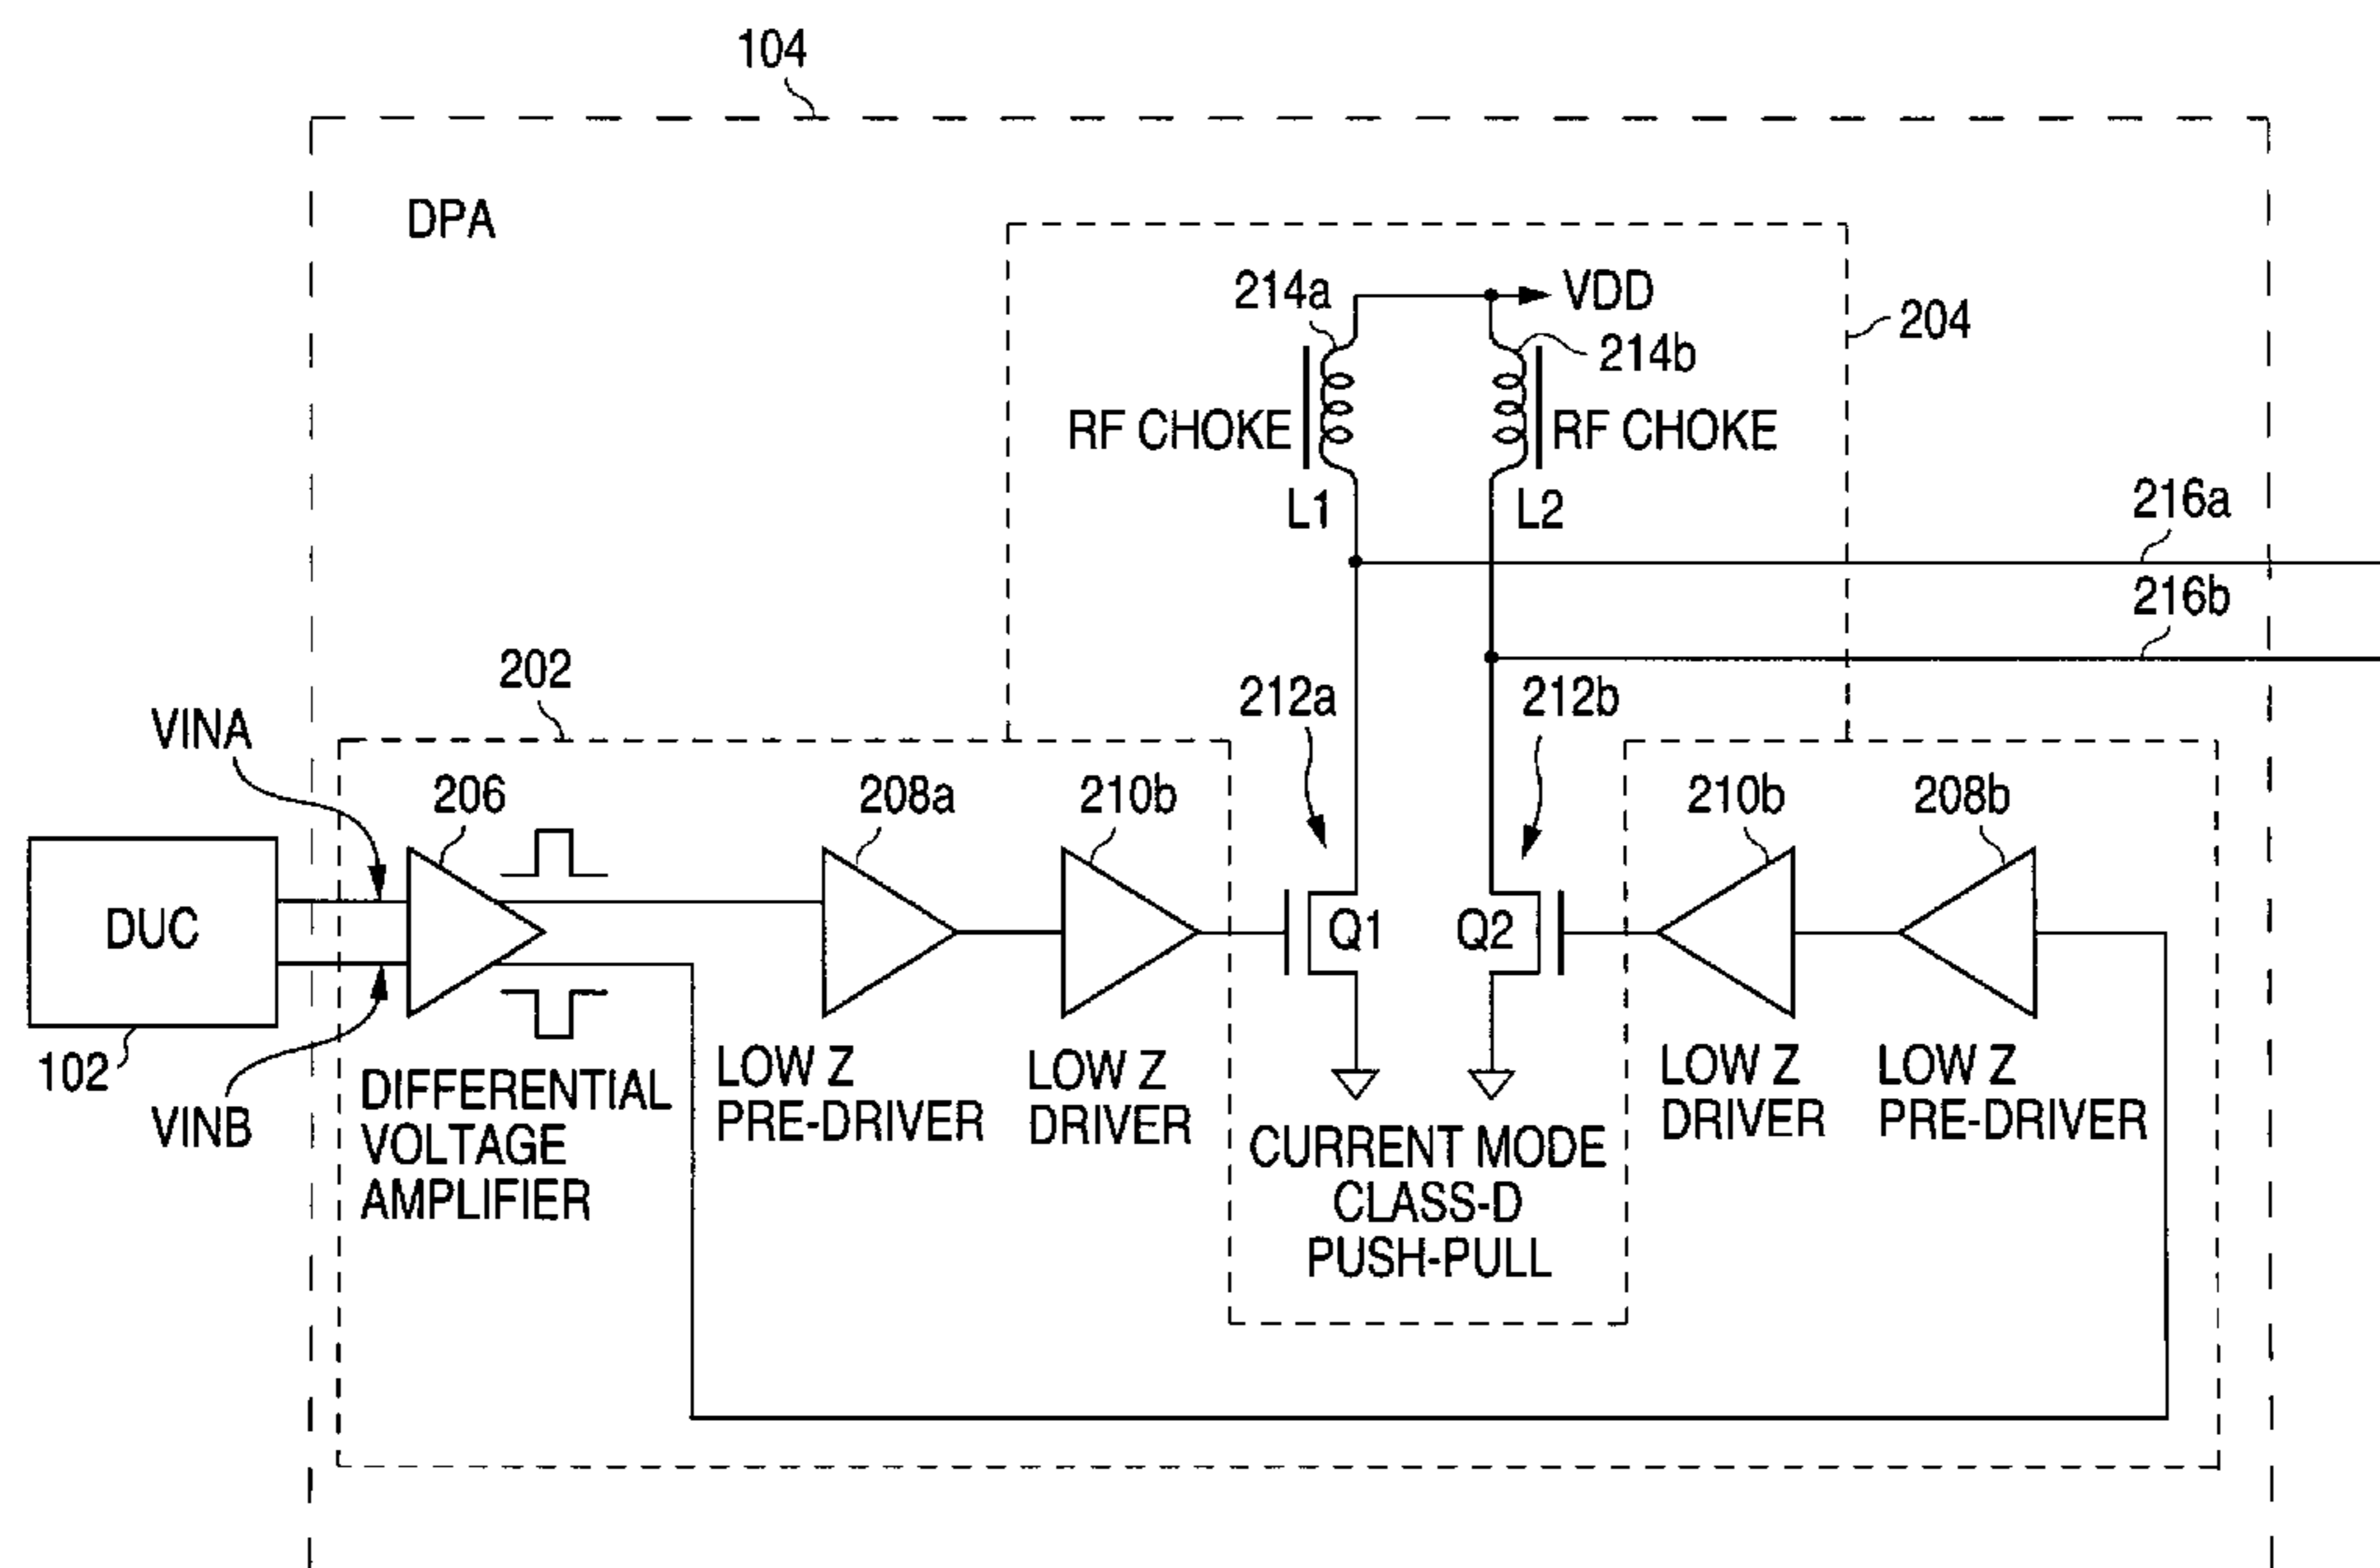 104
DPA
214a
VDD
204
214b
RF CHOKE
RF CHOKE
L1
L2
216a
216b
202
212a
212b
VINA
206
208a
210b
210b
208b
DUC
Q1
Q2
102
VINB
DIFFERENTIAL
VOLTAGE
AMPLIFIER
LOW Z
PRE-DRIVER
LOW Z
DRIVER
CURRENT MODE
CLASS-D
PUSH-PULL
LOW Z
DRIVER
LOW Z
PRE-DRIVER